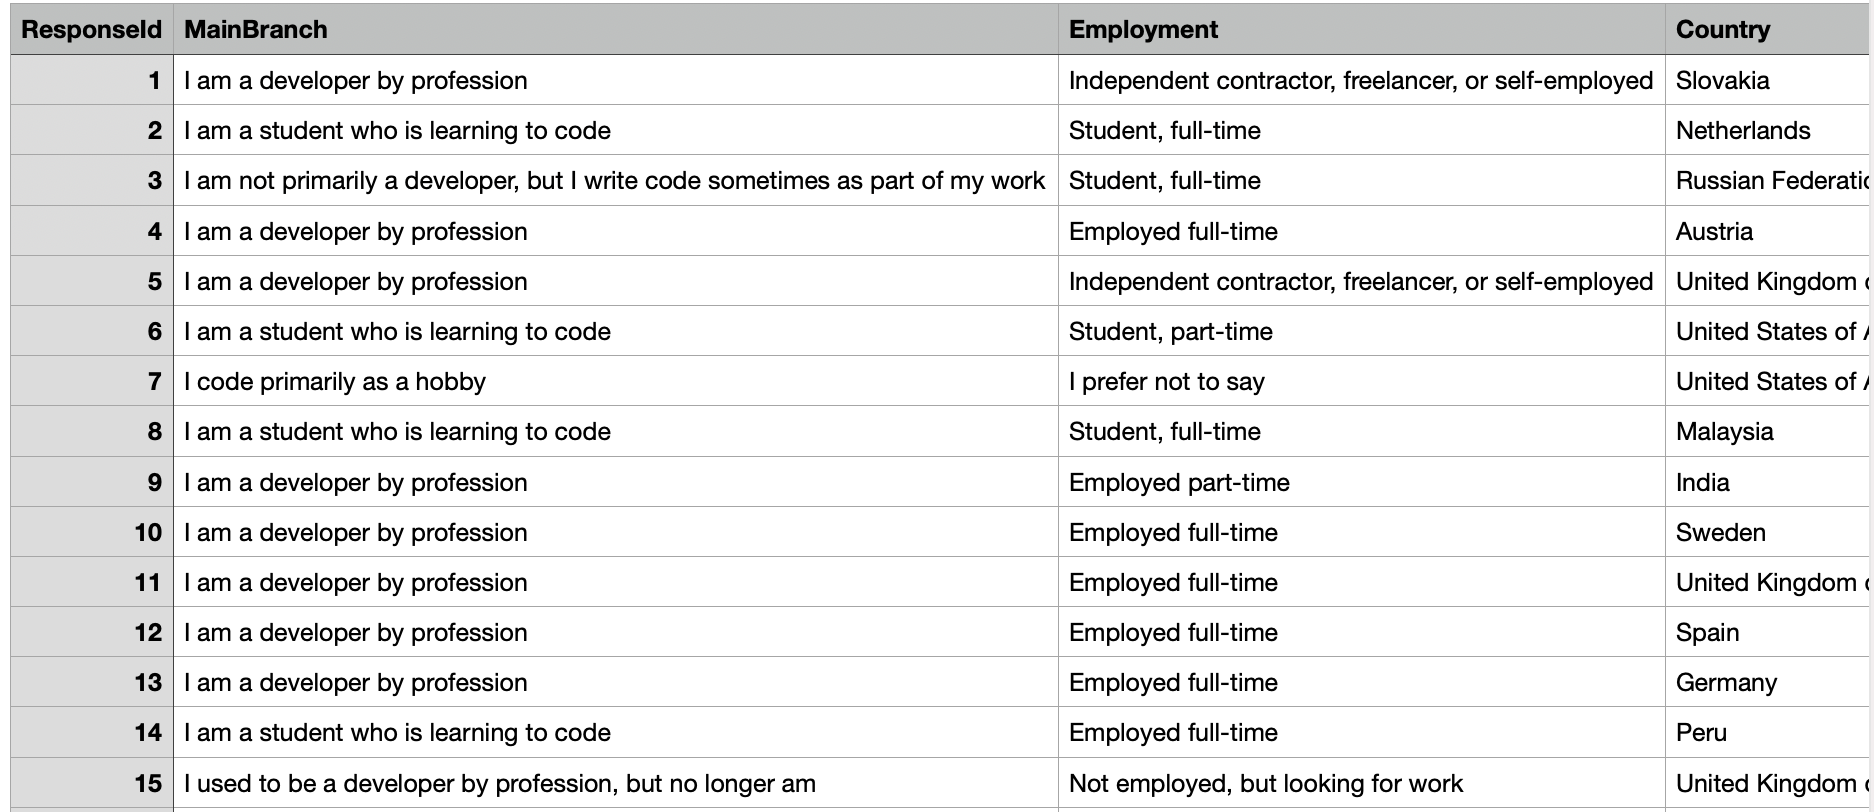 ResponseId MainBranch Employment Country
1 I am a developer by profession Independent contractor, freelancer, or self-employed Slovakia
2 I am a student who is learning to code Student, full-time Netherlands
3 I am not primarily a developer, but I write code sometimes as part of my work Student, full-time Russian
4 I am a developer by profession Employed full-time Austria
5 I am a developer by profession Independent contractor, freelancer, or self-employed United Kingdom
6 I am a student who is learning to code Student, part-time United States of
7 I code primarily as a hobby I prefer not to say United States of
8 I am a student who is learning to code Student, full-time Malaysia
9 I am a developer by profession Employed part-time India
10 I am a developer by profession Employed full-time Sweden
11 I am a developer by profession Employed full-time United Kingdom
12 I am a developer by profession Employed full-time Spain
13 I am a developer by profession Employed full-time Germany
14 I am a student who is learning to code Employed full-time Peru
15 I used to be a developer by profession, but no longer am Not employed, but looking for work United Kingdom